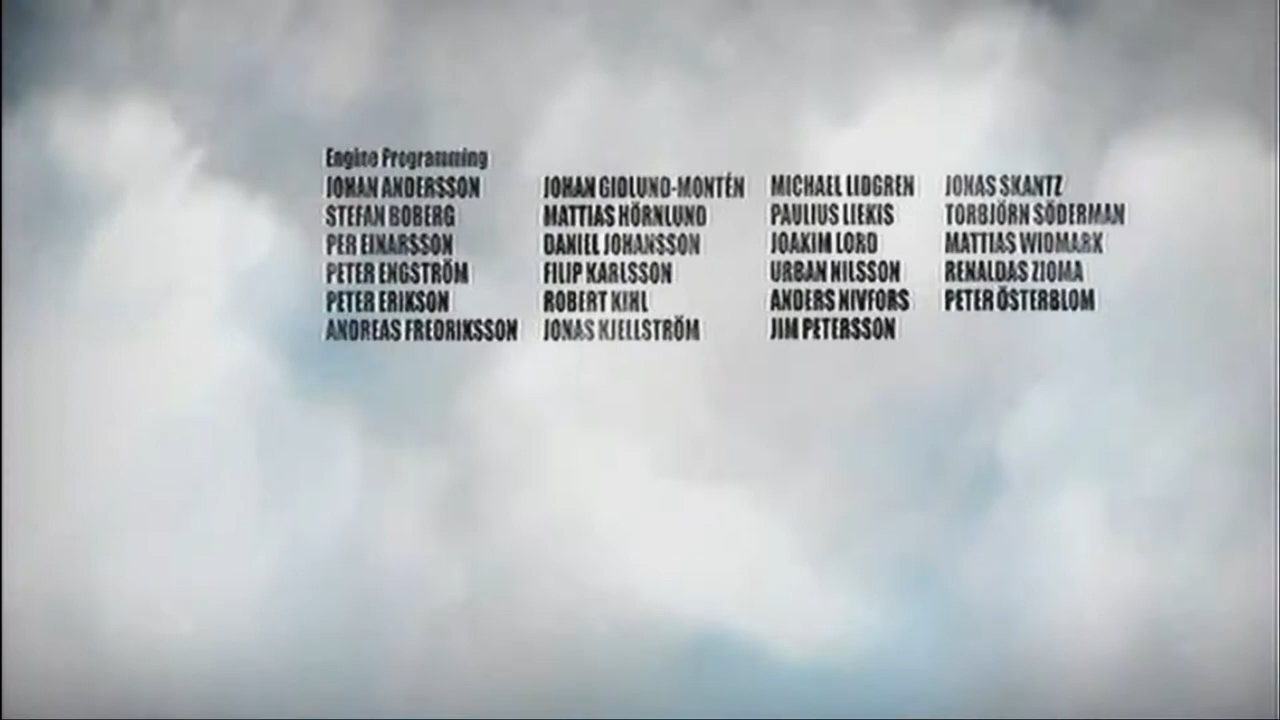 Engine Programming
JOHAN ANDERSSON JOHAN GIDLUND-MONTÉN MICHAEL LIDGREN JONAS SKANTZ
STEFAN BOBERG MATTIAS HÖRNLUND PAULIUS LIEKIS TORBJÖRN SÖDERMAN
PER EINARSSON DANIEL JOHANSSON JOAKIM LORD MATTIAS WIDMARK
PETER ENGSTRÖM FILIP KARLSSON URBAN NILSSON RENALDAS ZIOMA
PETER ERIKSON ROBERT KIHL ANDERS NIVFORS PETER ÖSTERBLOM
ANDREAS FREDRIKSSON JONAS KJELLSTRÖM JIM PETERSSON